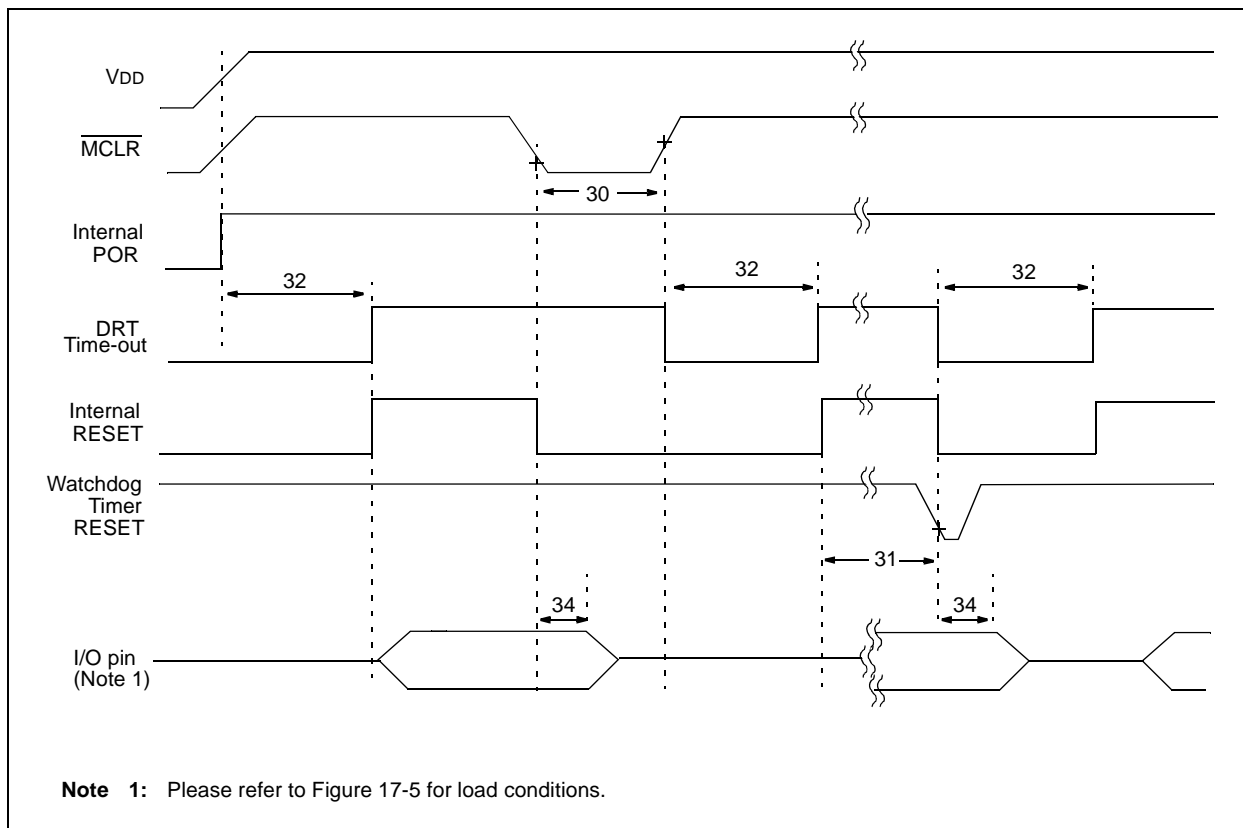 VDD
MCLR
30
Internal
POR
32
32
32
DRT
Time-out
Internal
RESET
Watchdog
Timer
RESET
31
34
34
I/O pin
(Note 1)
Note 1: Please refer to Figure 17-5 for load conditions.